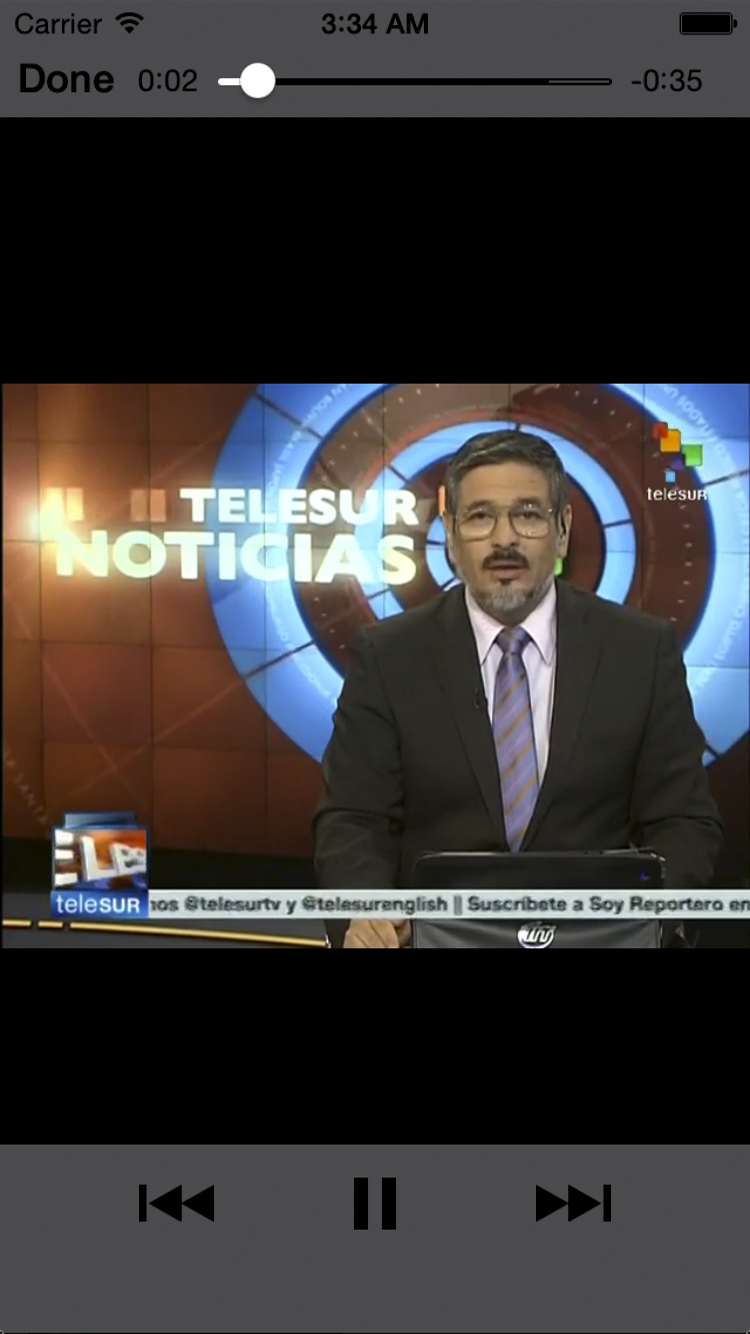 Carrier 3:34 AM
Done 0:02 -0:35
TELESUR
NOTICIAS
telesur
teleSUR
nos @telesurtv y @telesurenglish || Suscríbete a Soy Reportero en